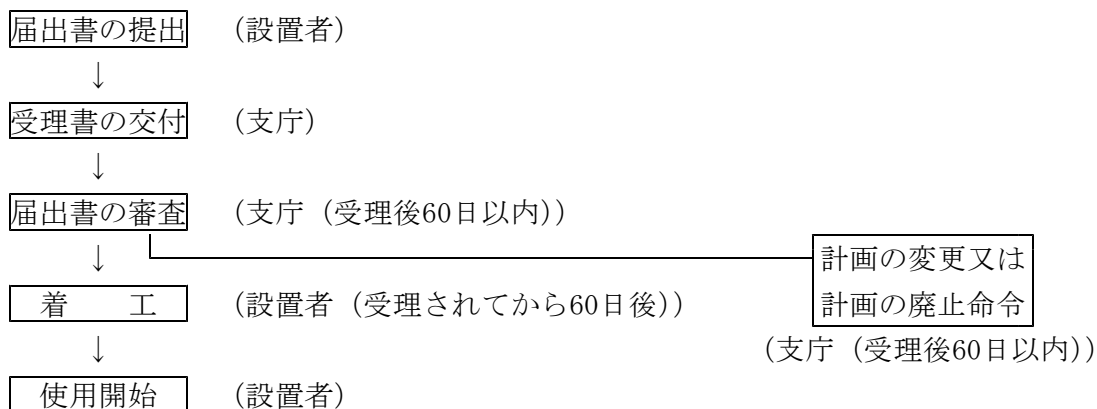 届出書の提出 (設置者)
↓
受理書の交付 (支庁)
↓
届出書の審査 (支庁(受理後60日以内))
↓
計画の変更又は
着 工 (設置者(受理されてから60日後))
計画の廃止命令
↓
(支庁(受理後60日以内))
使用開始 (設置者)